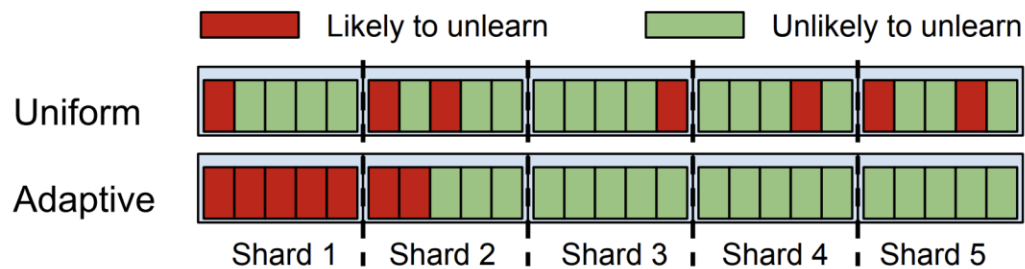 Likely to unlearn Unlikely to unlearn
Uniform
Adaptive
Shard 1 Shard 2 Shard 3 Shard 4 Shard 5